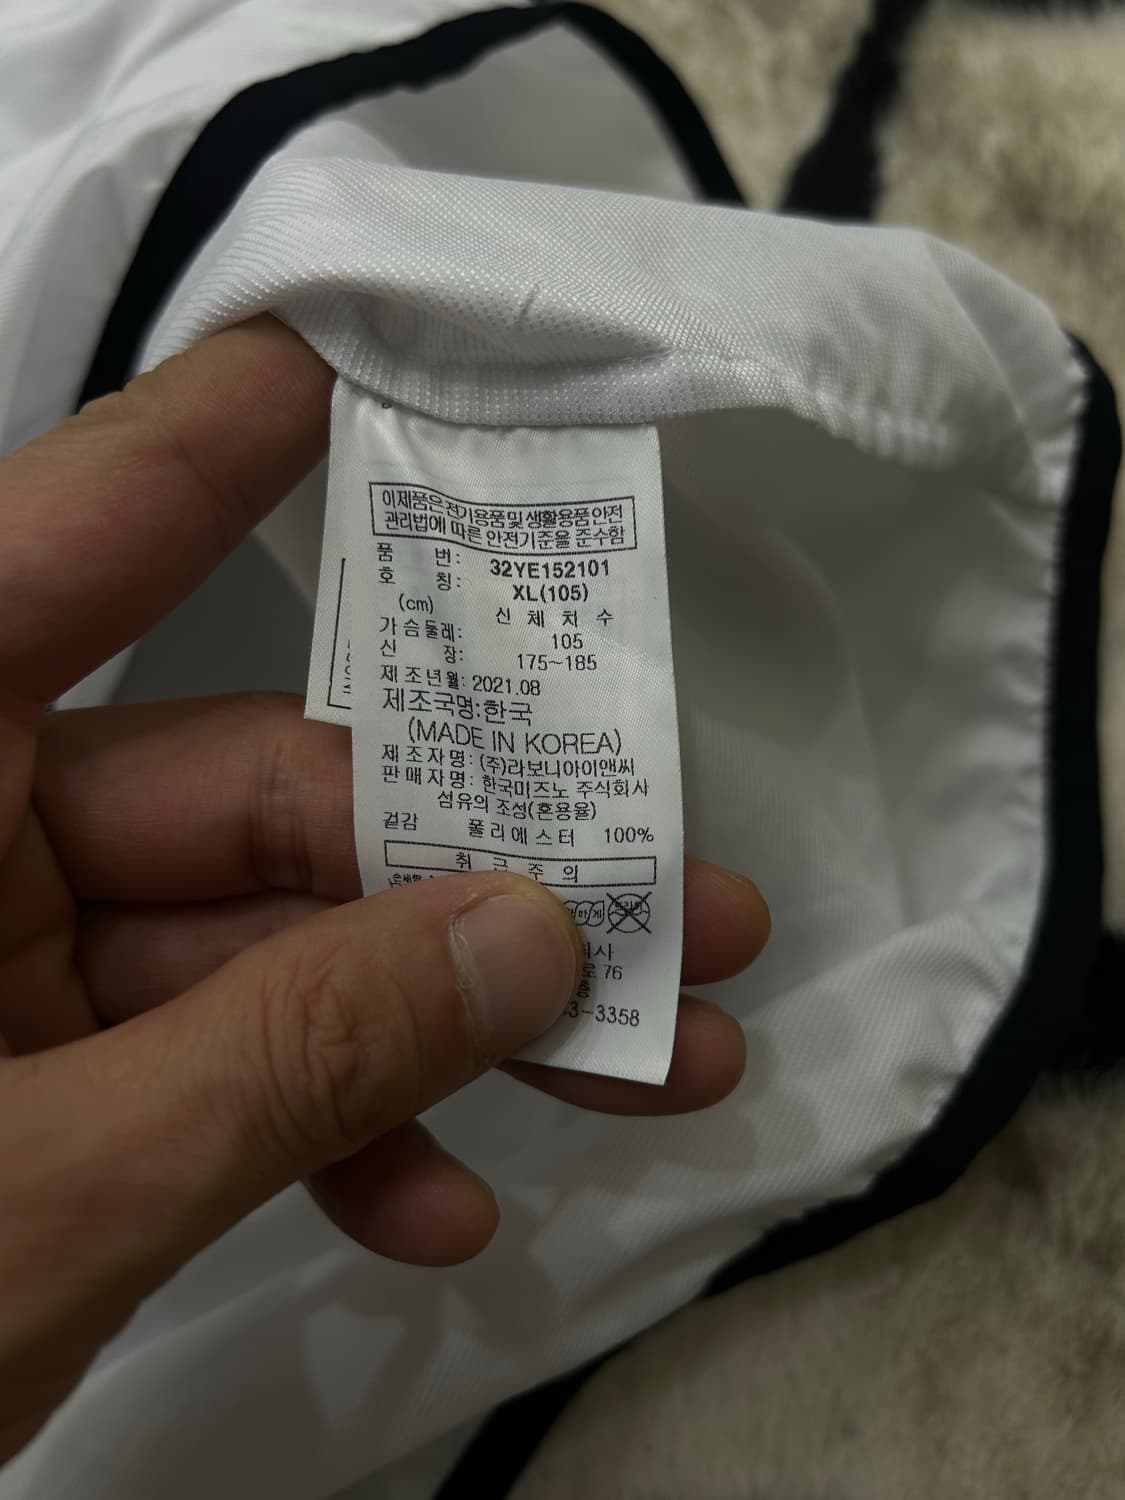 이제품은전기용품및생활용품안전
관리법에 따른 안전기준을 준수함
품 번: 32YE152101
호 칭: XL(105)
(cm) 신 체 치 수
가슴둘레: 105
신 장: 175~185
제조년월: 2021.08
제조국명:한국
(MADE IN KOREA)
제조자명: (주)라보니아이앤씨
판매자명: 한국미즈노 주식회사
섬유의 조성(혼용율)
겉감 폴리에스터 100%
취 급 주 의
하게
회사
로 76
층
3-3358